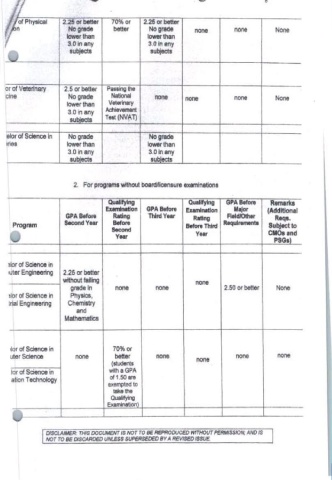 of Physical
2.25 or better
No grade
lower than
3.0 in any
subjects
70% or
better
2.25 or better
No grade
lower than
3.0 in any
subjects
none
none
None
or of Veterinary
cine
2.5 or better
No grade
lower than
3.0 in any
subjects
Passing the
National
Veterinary
Achievement
Test (NVAT)
none
none
none
None
elor of Science in
No grade
lower than
3.0 in any
subjects
No grade
lower than
3.0 in any
subjects
2. For programs without board/licensure examinations
Program
GPA Before
Second Year
Qualifying
Examination
Rating
Before
Second
Year
GPA Before
Third Year
Qualifying
Examination
Rating
Before Third
Year
GPA Before
Major
Field/Other
Requirements
Remarks
(Additional
Reqs.
Subject to
CMOs and
PSGs)
elor of Science in
uter Engineering
elor of Science in
trial Engineering
2.25 or better
without failing
grade in
Physics,
Chemistry
and
Mathematics
none
none
none
2.50 or better
None
elor of Science in
uter Science
lor of Science in
ation Technology
none
70% or
better
(students
with a GPA
of 1.50 are
exempted to
take the
Qualifying
Examination)
none
none
none
none
DISCLAIMER: THIS DOCUMENT IS NOT TO BE REPRODUCED WITHOUT PERMISSION, AND IS
NOT TO BE DISCARDED UNLESS SUPERSEDED BY A REVISED ISSUE.